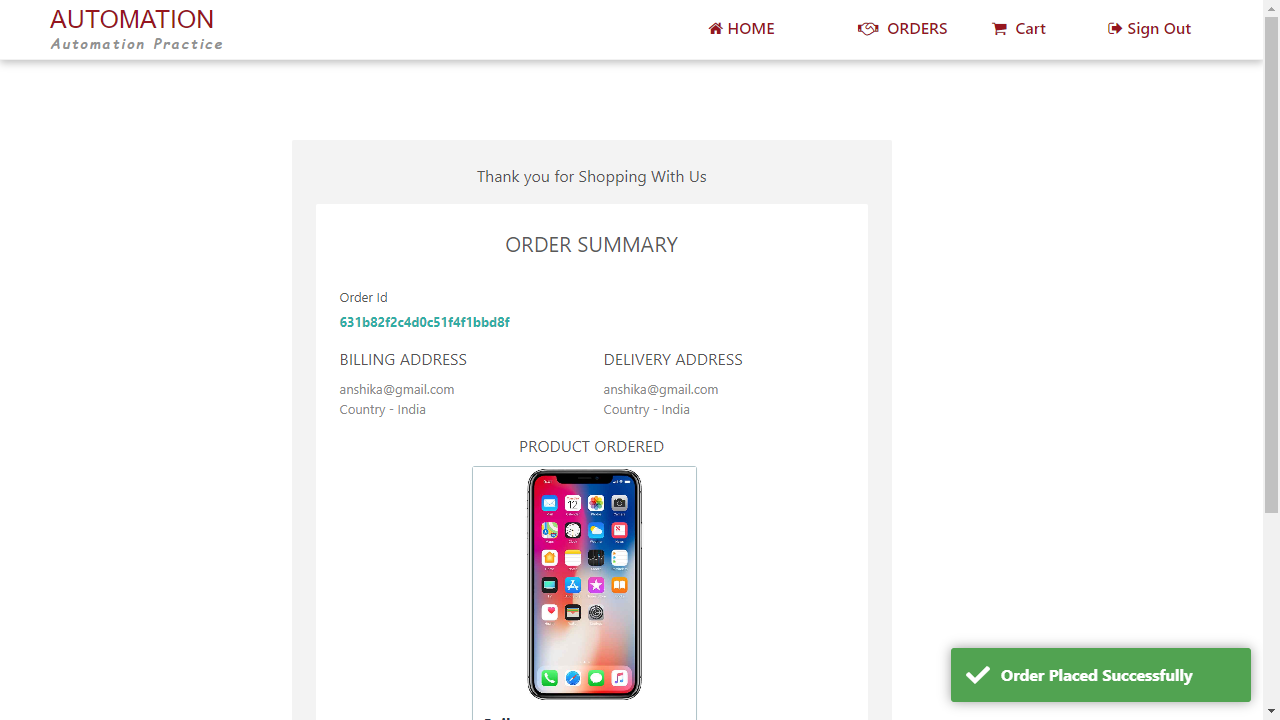 AUTOMATION
Automation Practice
HOME
ORDERS
Cart
Sign Out
Thank you for Shopping With Us
ORDER SUMMARY
Order Id
631b82f2c4d0c51f4f1bbd8f
BILLING ADDRESS
DELIVERY ADDRESS
anshika@gmail.com
anshika@gmail.com
Country - India
Country - India
PRODUCT ORDERED
12
Order Placed Successfully